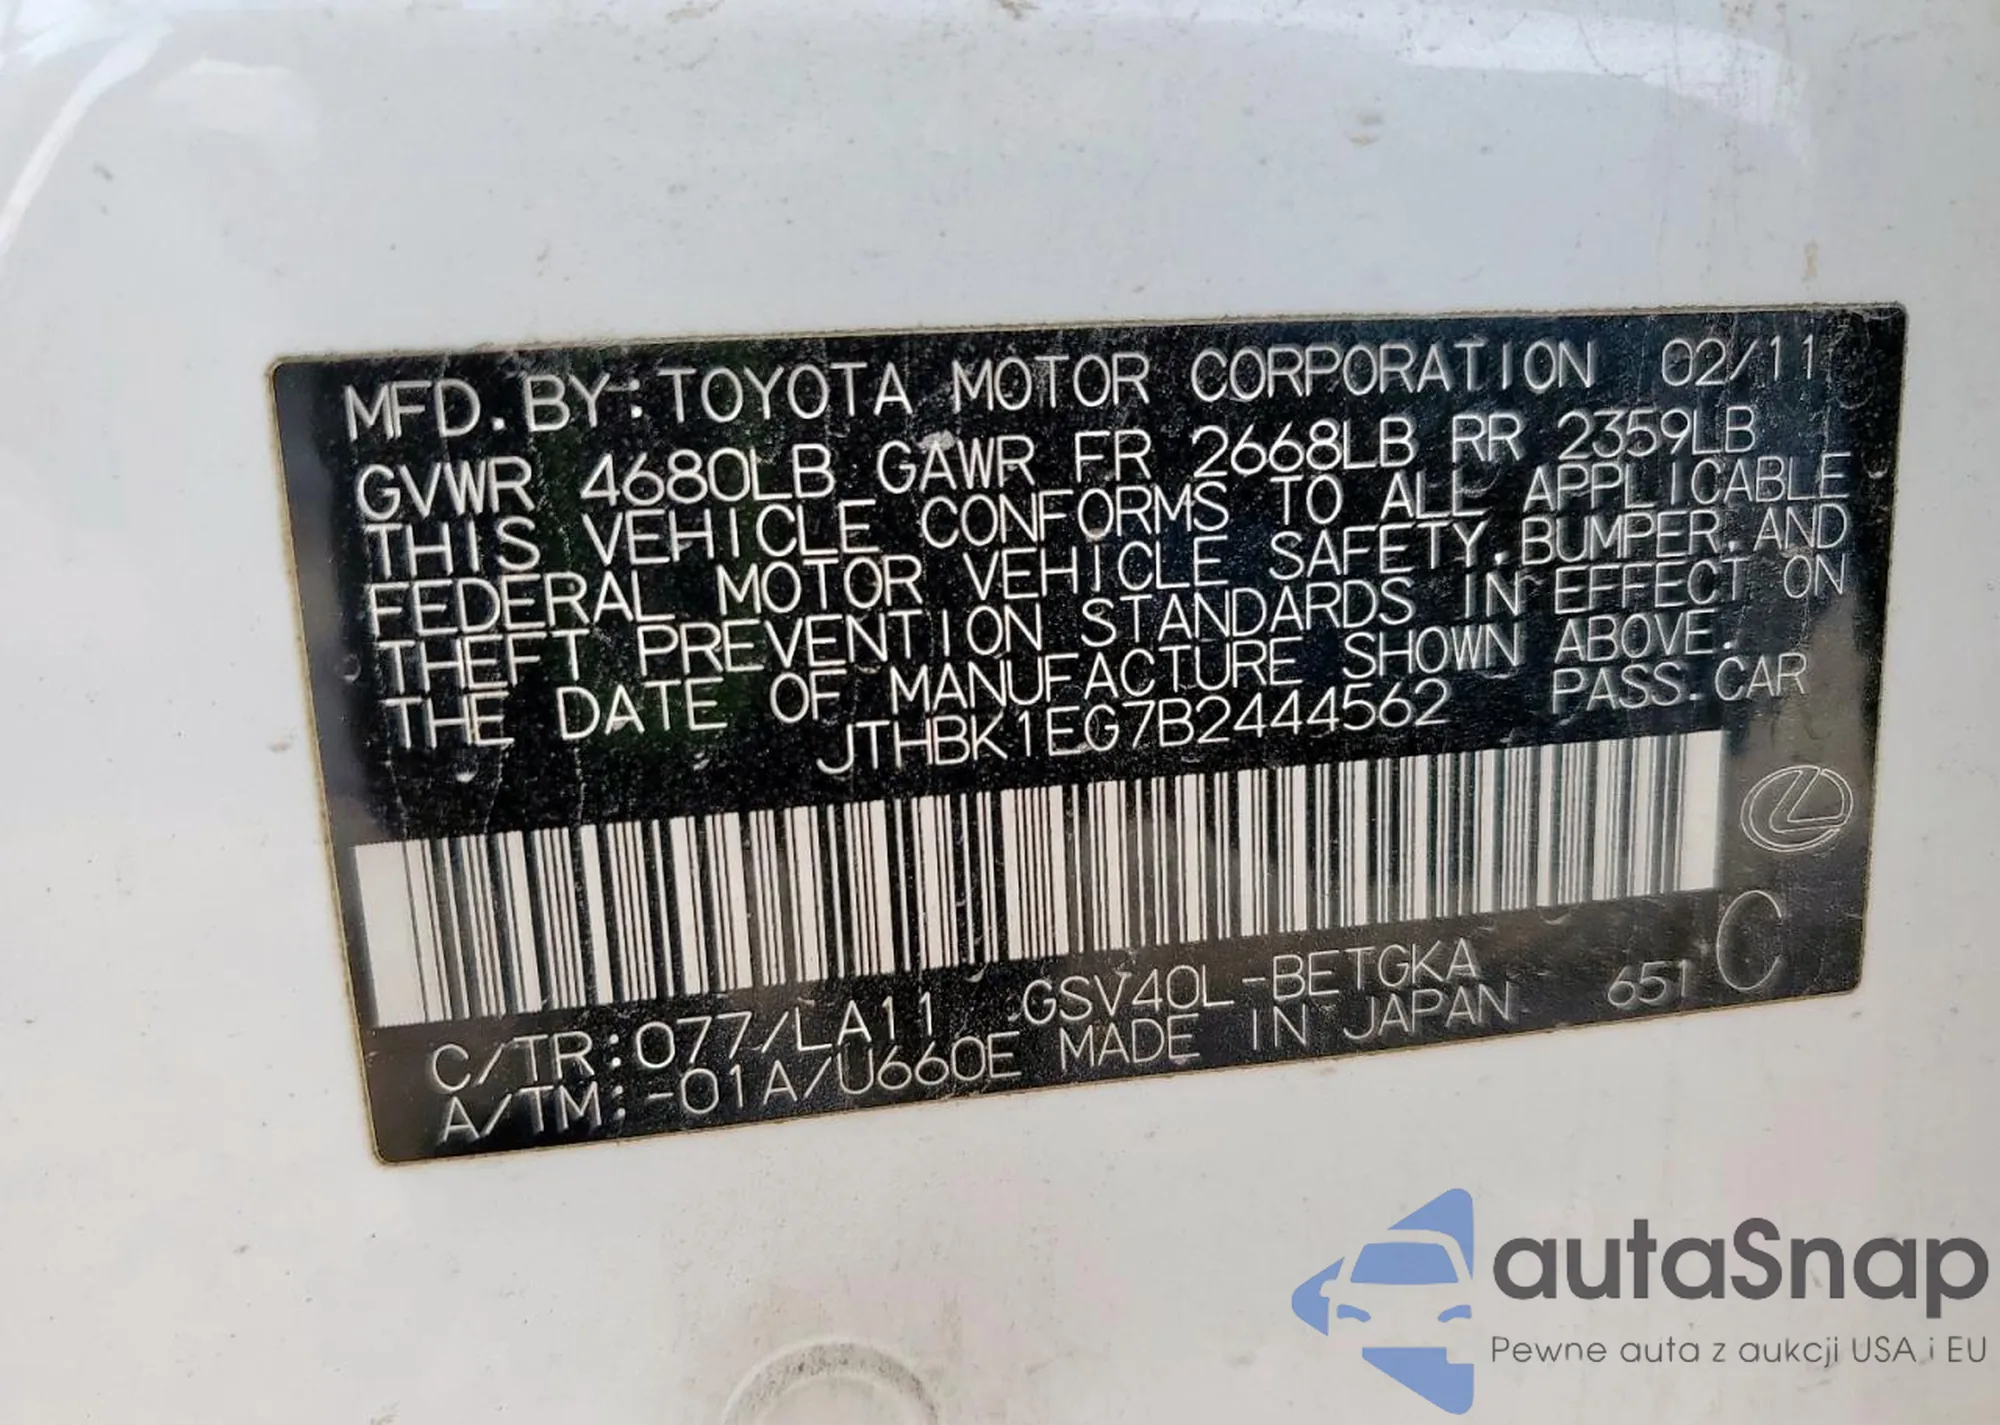 MFD. BY: TOYOTA MOTOR CORPORATION 02/11
GVWR 4680LB GAWR FR 2668LB RR 2359LB
THIS VEHICLE CONFORMS TO ALL APPLICABLE
FEDERAL MOTOR VEHICLE SAFETY, BUMPER, AND
THEFT PREVENTION STANDARDS IN EFFECT ON
THE DATE OF MANUFACTURE SHOWN ABOVE.
JTHBK1EG7B2444562 PASS. CAR
C/TR:077/LA11 GSV40L-BETGKA
A/TM:-01A/U660E MADE IN JAPAN 651 C
autaSnap
Pewne auta z aukcji USA i EU